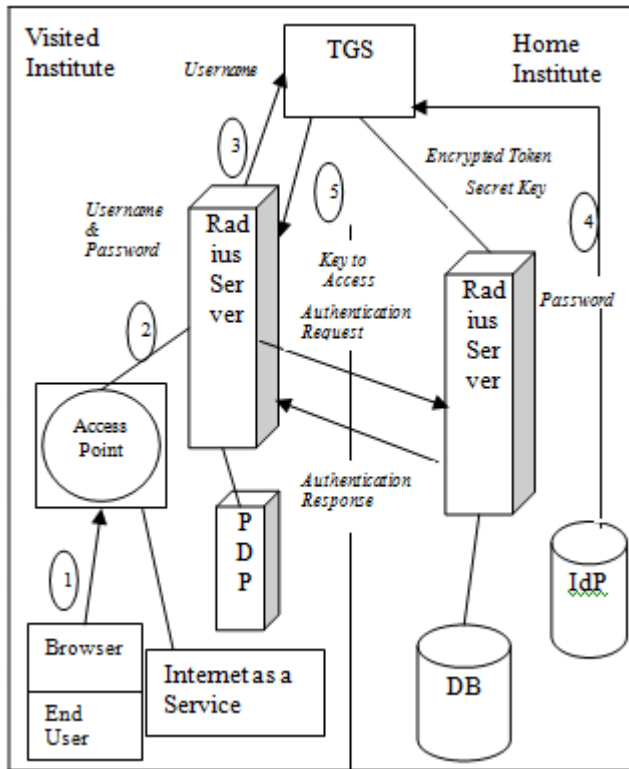 Visited
Institute
TGS
Home
Institute
Username
3
Encrypted Token
Secret Key
5
4
Username
&
Password
Rad
ius
Ser
ver
Key to
Access
Rad
ius
Ser
ver
Password
Authentication
Request
2
Access
Point
Authentication
Response
P
D
P
1
IdP
Browser
Internet as a
Service
DB
End
User